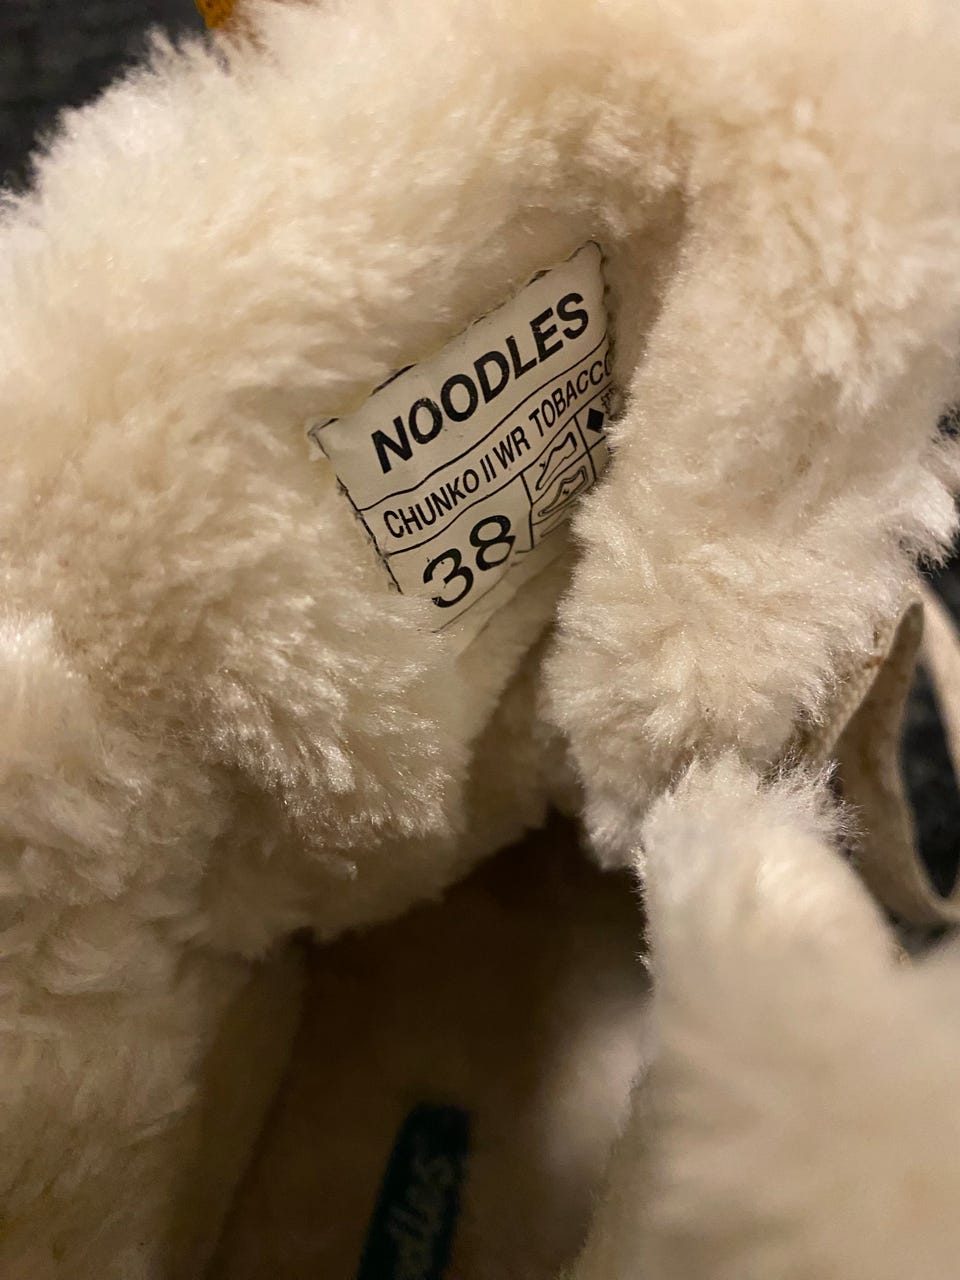 NOODLES
CHUNKO II WR TOBACCO
38